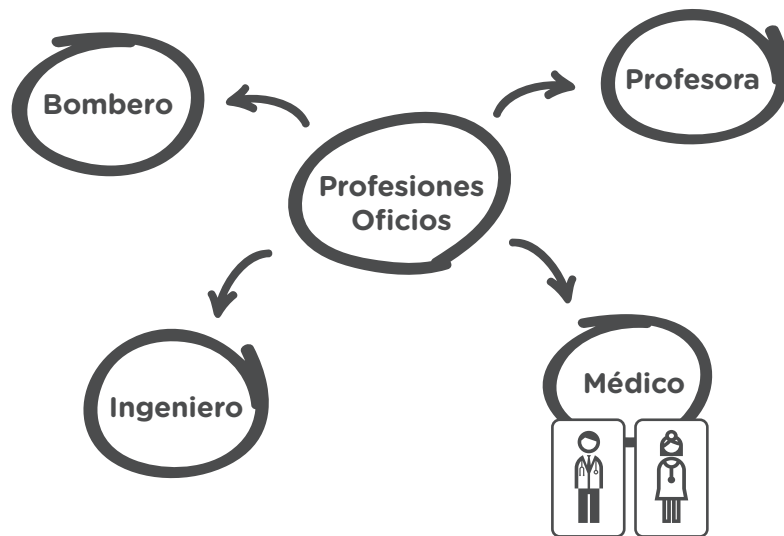 Bombero
Profesora
Profesiones
Oficios
Ingeniero
Médico